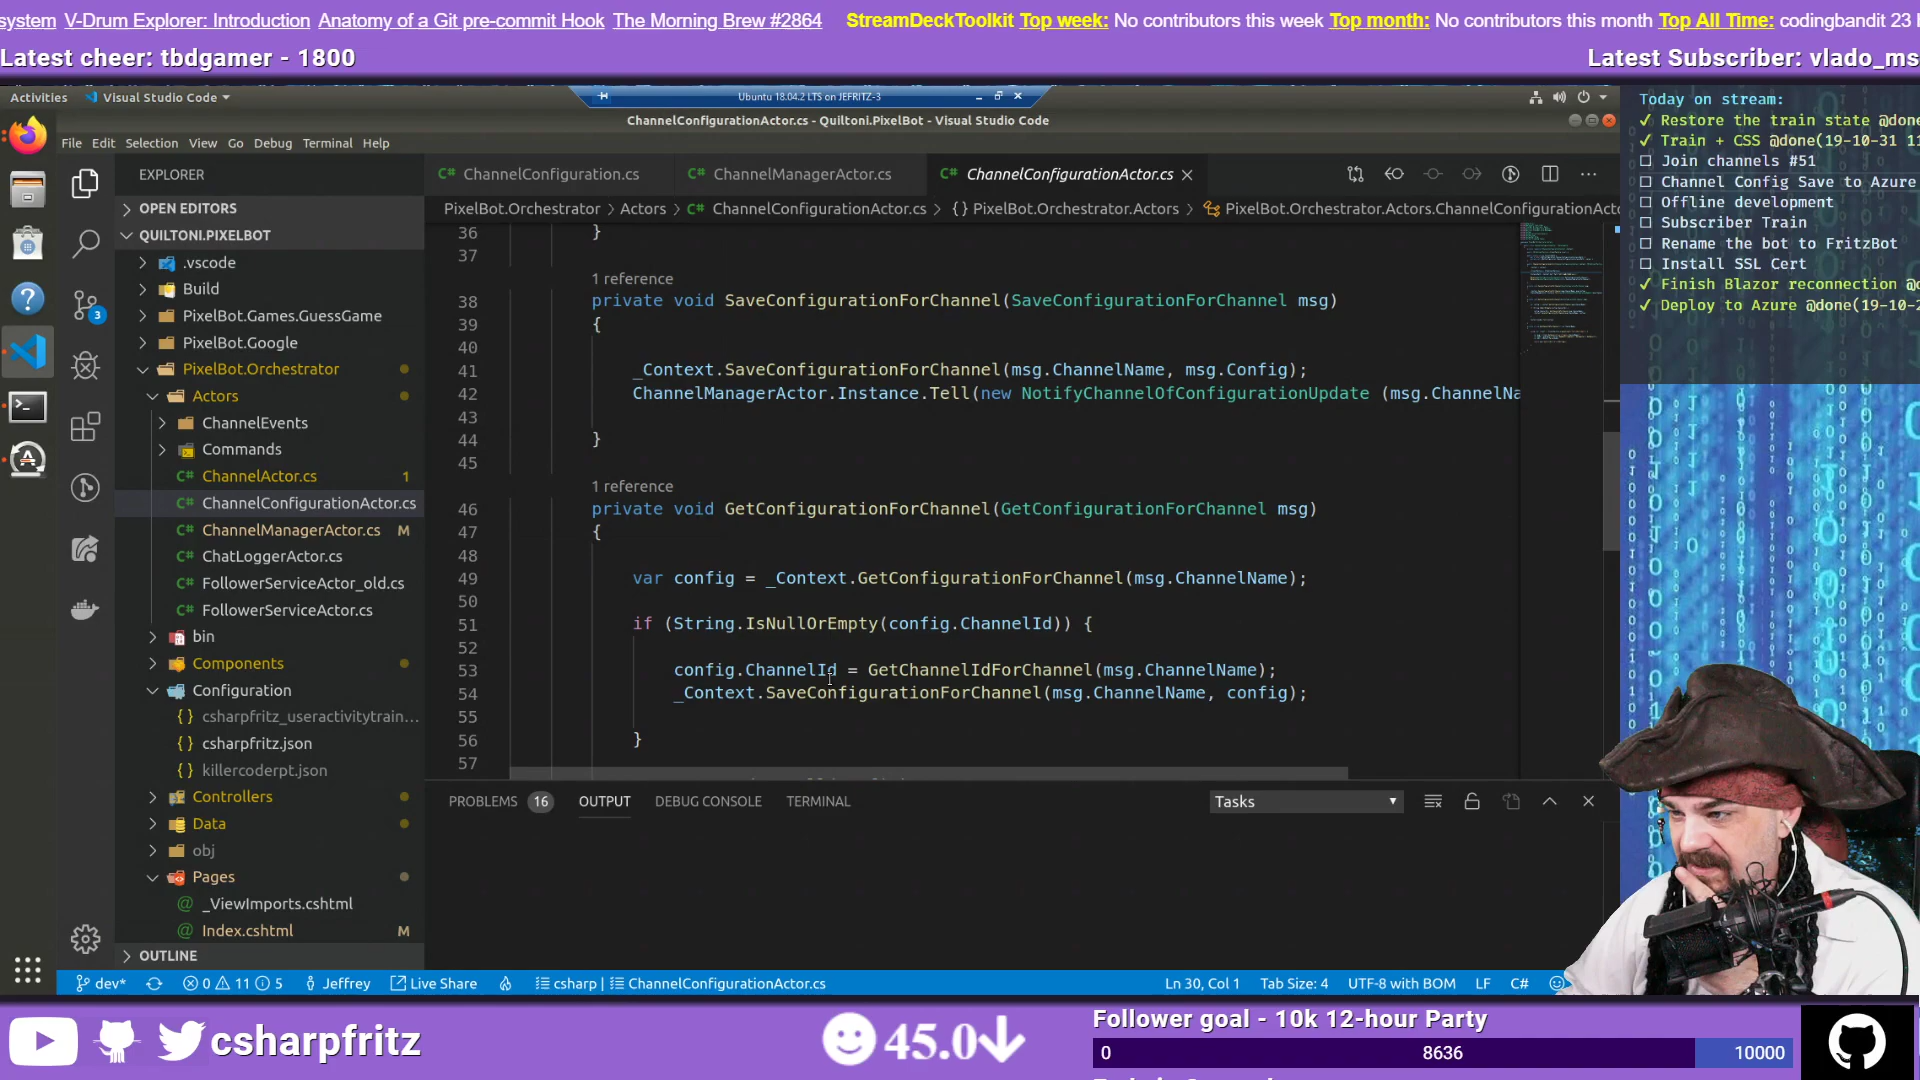 system V-Drum Explorer: Introduction Anatomy of a Git pre-commit Hook The Morning Brew #2864 StreamDeckToolkit Top week: No contributors this week Top month: No contributors this month Top All Time: codingbandit 23
Latest cheer: tbdgamer - 1800
Latest Subscriber: vlado_ms
Activities
Visual Studio Code
Ubuntu 18.04.2 LTS on JEFRITZ-3
ChannelConfigurationActor.cs - Quiltoni.PixelBot - Visual Studio Code
File Edit Selection View Go Debug Terminal Help
EXPLORER
OPEN EDITORS
QUILTONI.PIXELBOT
.vscode
Build
PixelBot.Games.GuessGame
PixelBot.Google
PixelBot.Orchestrator
Actors
ChannelEvents
Commands
C# ChannelActor.cs 1
C# ChannelConfigurationActor.cs
C# ChannelManagerActor.cs M
C# ChatLoggerActor.cs
C# FollowerServiceActor_old.cs
C# FollowerServiceActor.cs
bin
Components
Configuration
{} csharpfritz_useractivitytrain...
{} csharpfritz.json
{} killercoderpt.json
Controllers
Data
obj
Pages
@ _ViewImports.cshtml
@ Index.cshtml M
OUTLINE
3
C# ChannelConfiguration.cs
C# ChannelManagerActor.cs
C# ChannelConfigurationActor.cs
PixelBot.Orchestrator > Actors > C# ChannelConfigurationActor.cs > {} PixelBot.Orchestrator.Actors > PixelBot.Orchestrator.Actors.ChannelConfigurationActo
36 }
37
1 reference
38 private void SaveConfigurationForChannel(SaveConfigurationForChannel msg)
39 {
40
41 _Context.SaveConfigurationForChannel(msg.ChannelName, msg.Config);
42 ChannelManagerActor.Instance.Tell(new NotifyChannelOfConfigurationUpdate (msg.ChannelNa
43
44 }
45
1 reference
46 private void GetConfigurationForChannel(GetConfigurationForChannel msg)
47 {
48
49 var config = _Context.GetConfigurationForChannel(msg.ChannelName);
50
51 if (String.IsNullOrEmpty(config.ChannelId)) {
52
53 config.ChannelId = GetChannelIdForChannel(msg.ChannelName);
54 _Context.SaveConfigurationForChannel(msg.ChannelName, config);
55
56 }
57
PROBLEMS 16 OUTPUT DEBUG CONSOLE TERMINAL
Tasks
dev* 0 11 5 Jeffrey Live Share csharp | ChannelConfigurationActor.cs
Ln 30, Col 1 Tab Size: 4 UTF-8 with BOM LF C#
Today on stream:
✓ Restore the train state @done
✓ Train + CSS @done(19-10-31 11
☐ Join channels #51
☐ Channel Config Save to Azure
☐ Offline development
☐ Subscriber Train
☐ Rename the bot to FritzBot
☐ Install SSL Cert
✓ Finish Blazor reconnection @d
✓ Deploy to Azure @done(19-10-2
csharpfritz
45.0
Follower goal - 10k 12-hour Party
0 8636 10000